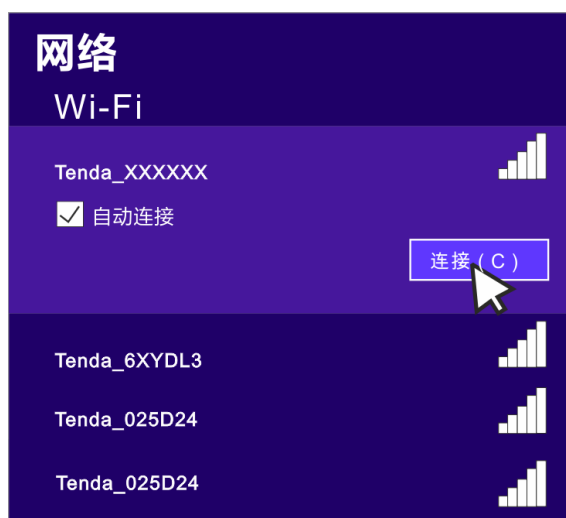 网络
Wi-Fi
Tenda_XXXXXX
自动连接
连接(C)
Tenda_6XYDL3
Tenda_025D24
Tenda_025D24